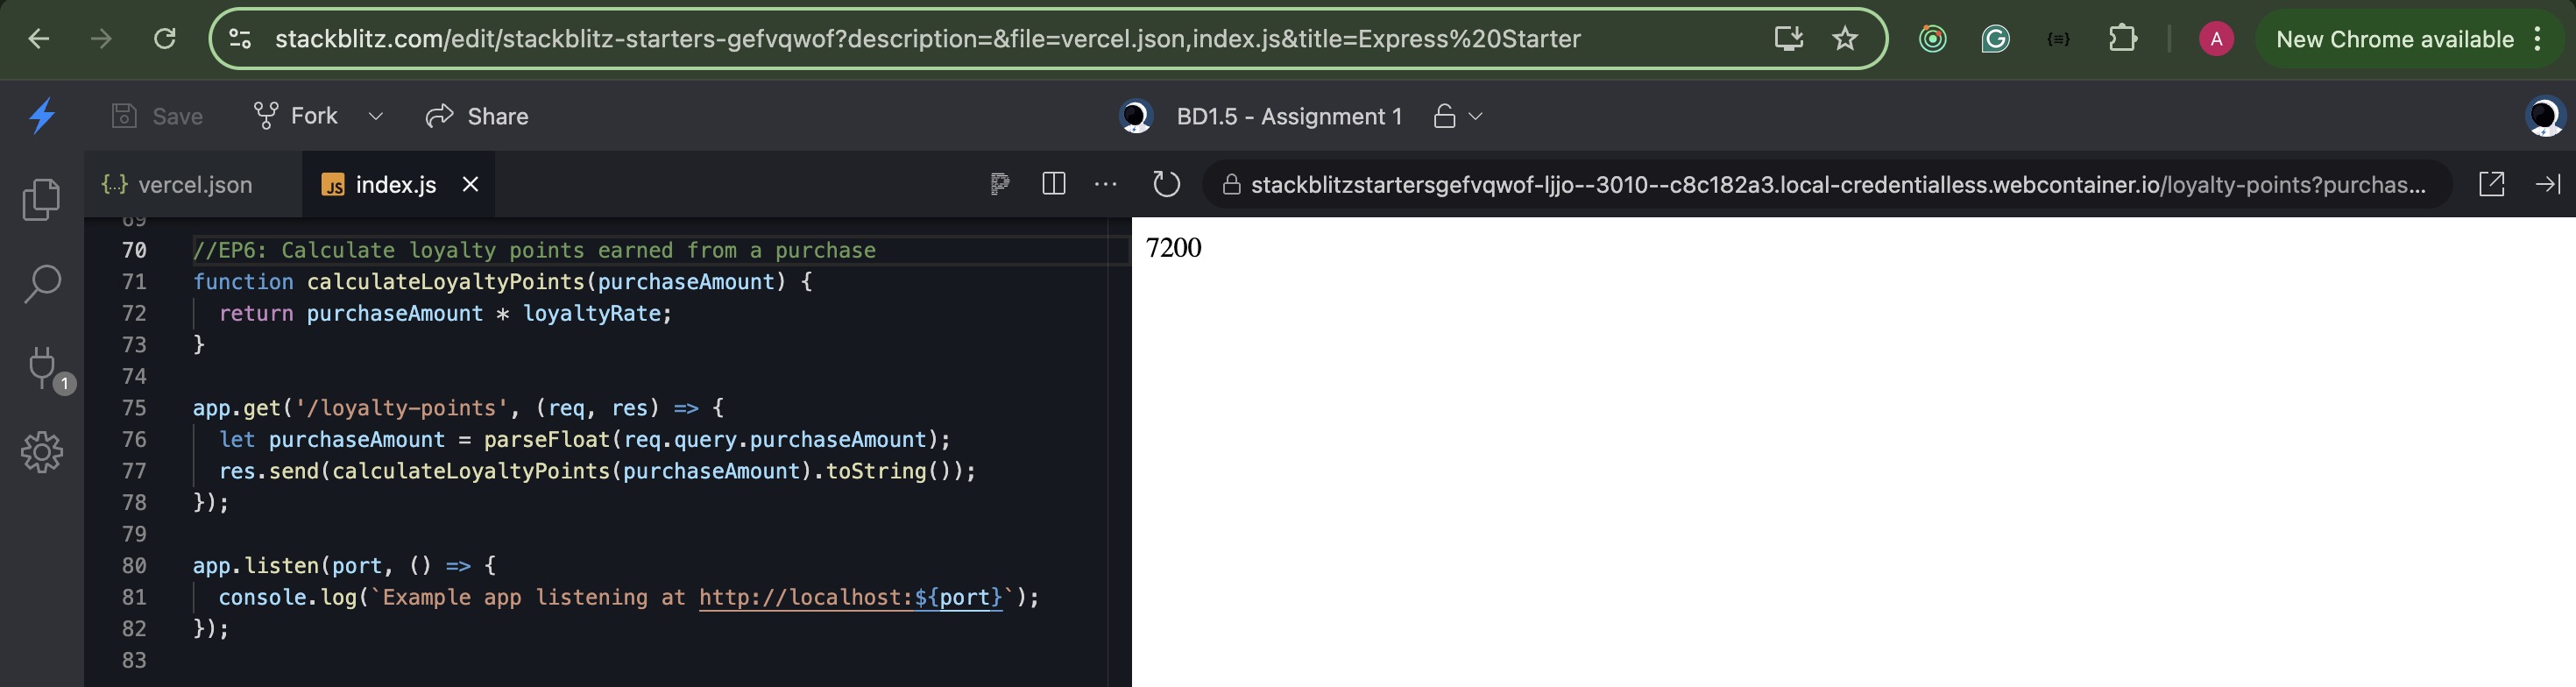 stackblitz.com/edit/stackblitz-starters-gefvqwof?description=&file=vercel.json,index.js&title=Express%20Starter
A
New Chrome available
Save
Fork
Share
BD1.5 - Assignment 1
{..} vercel.json
JS index.js
stackblitzstartersgefvqwof-ljjo--3010--c8c182a3.local-credentialless.webcontainer.io/loyalty-points?purchas...
69
70 //EP6: Calculate loyalty points earned from a purchase
71 function calculateLoyaltyPoints(purchaseAmount) {
72 return purchaseAmount * loyaltyRate;
73 }
74
75 app.get('/loyalty-points', (req, res) => {
76 let purchaseAmount = parseFloat(req.query.purchaseAmount);
77 res.send(calculateLoyaltyPoints(purchaseAmount).toString());
78 });
79
80 app.listen(port, () => {
81 console.log(`Example app listening at http://localhost:${port}`);
82 });
83
1
7200